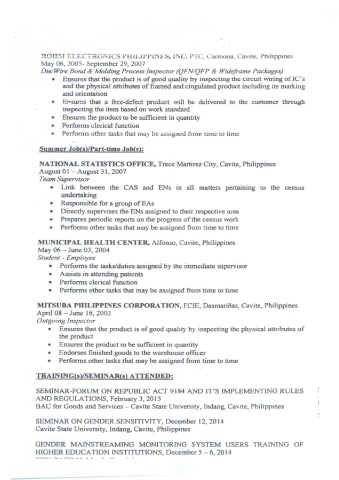 ROHM ELECTRONICS PHILIPPINES, INC. PTC, Carmona, Cavite, Philippines
May 06, 2005- September 29, 2007
Die/Wire Bond & Molding Process Inspector (QFN/QFP & Wideframe Packages)
• Ensures that the product is of good quality by inspecting the circuit wiring of IC's
and the physical attributes of framed and cingulated product including its marking
and orientation
• Ensures that a free-defect product will be delivered to the customer through
inspecting the item based on work standard
• Ensures the product to be sufficient in quantity
• Performs clerical function
• Performs other tasks that may be assigned from time to time
Summer Job(s)/Part-time Job(s):
NATIONAL STATISTICS OFFICE, Trece Martirez City, Cavite, Philippines
August 01 – August 31, 2007
Team Supervisor
• Link between the CAS and ENs in all matters pertaining to the census
undertaking
• Responsible for a group of EAs
• Directly supervises the ENs assigned to their respective area
• Prepares periodic reports on the progress of the census work
• Performs other tasks that may be assigned from time to time
MUNICIPAL HEALTH CENTER, Alfonso, Cavite, Philippines
May 06 – June 03, 2004
Student - Employee
• Performs the tasks/duties assigned by the immediate supervisor
• Assists in attending patients
• Performs clerical function
• Performs other tasks that may be assigned from time to time
MITSUBA PHILIPPINES CORPORATION, FCIE, Dasmariñas, Cavite, Philippines
April 08 – June 16, 2003
Outgoing Inspector
• Ensures that the product is of good quality by inspecting the physical attributes of
the product
• Ensures the product to be sufficient in quantity
• Endorses finished goods to the warehouse officer
• Performs other tasks that may be assigned from time to time
TRAINING(s)/SEMINAR(s) ATTENDED:
SEMINAR-FORUM ON REPUBLIC ACT 9184 AND IT'S IMPLEMENTING RULES
AND REGULATIONS, February 3, 2015
BAC for Goods and Services – Cavite State University, Indang, Cavite, Philippines
SEMINAR ON GENDER SENSITIVITY, December 12, 2014
Cavite State University, Indang, Cavite, Philippines
GENDER MAINSTREAMING MONITORING SYSTEM USERS TRAINING OF
HIGHER EDUCATION INSTITUTIONS, December 5 – 6, 2014